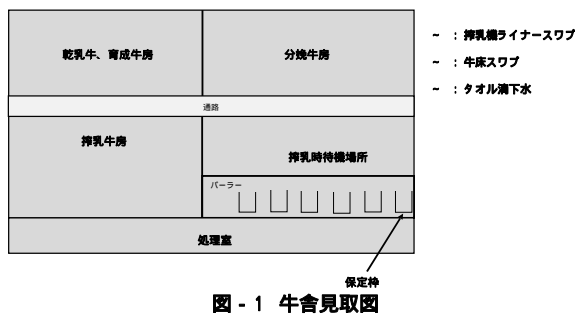 乾乳牛、育成牛房
分娩牛房
~ ：搾乳機ライナースワブ
~ ：牛床スワブ
~ ：タオル滴下水
通路
搾乳牛房
搾乳時待機場所
パーラー
処理室
保定枠
図 - 1 牛舎見取図